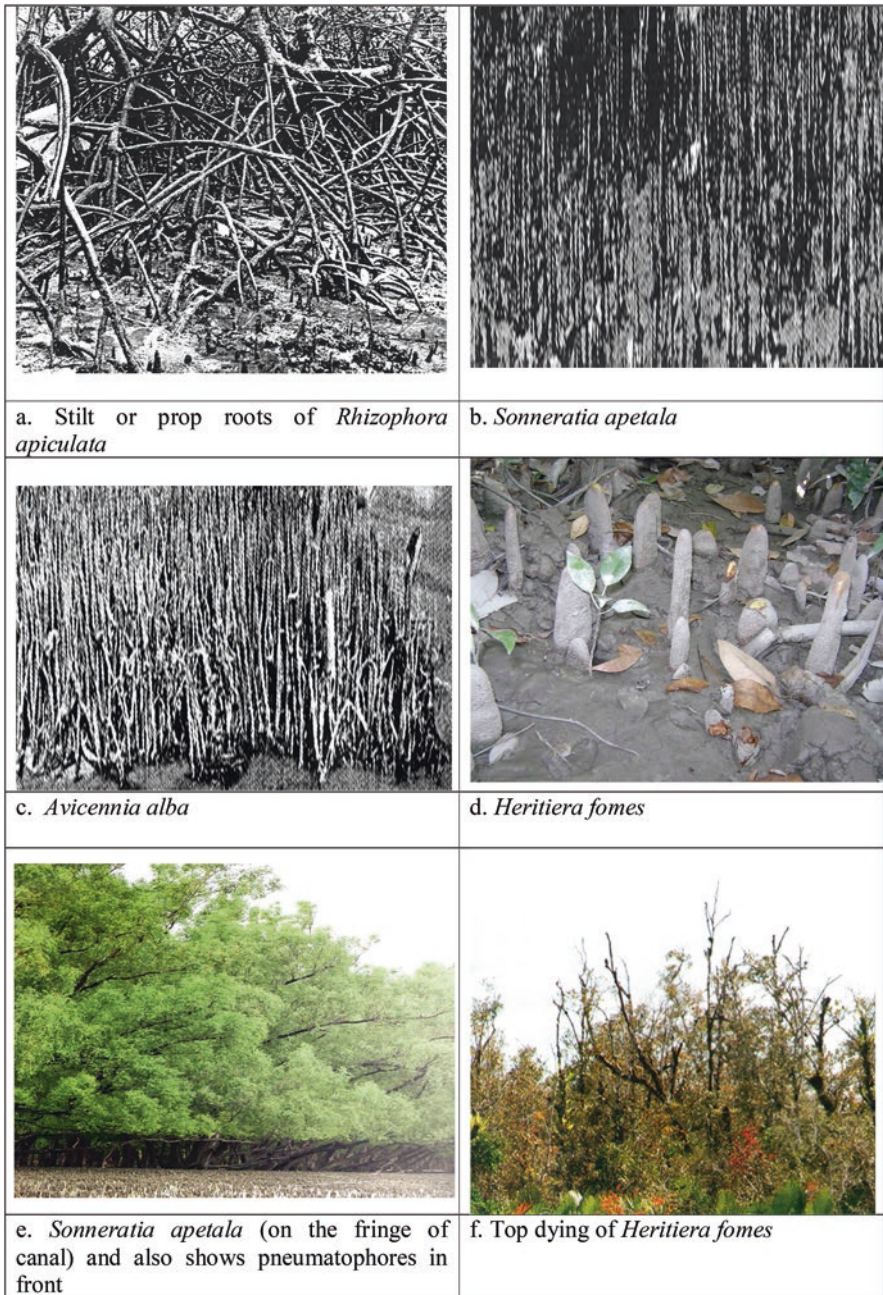 a. Stilt or prop roots of Rhizophora
apiculata
b. Sonneratia apetala
c. Avicennia alba
d. Heritiera fomes
e. Sonneratia apetala (on the fringe of
canal) and also shows pneumatophores in
front
f. Top dying of Heritiera fomes